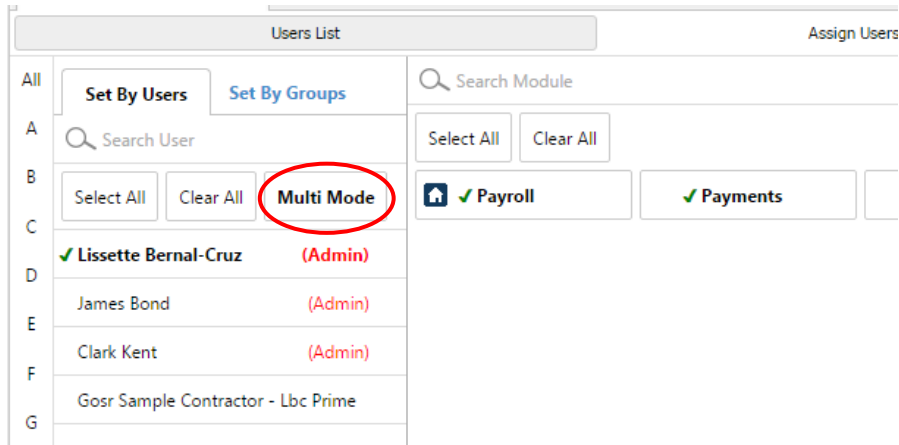 Users List
Assign Users
All
A
B
C
D
E
F
G
Set By Users Set By Groups
Search User
Select All Clear All Multi Mode
✔ Lissette Bernal-Cruz (Admin)
James Bond (Admin)
Clark Kent (Admin)
Gosr Sample Contractor - Lbc Prime
Search Module
Select All Clear All
✔ Payroll ✔ Payments